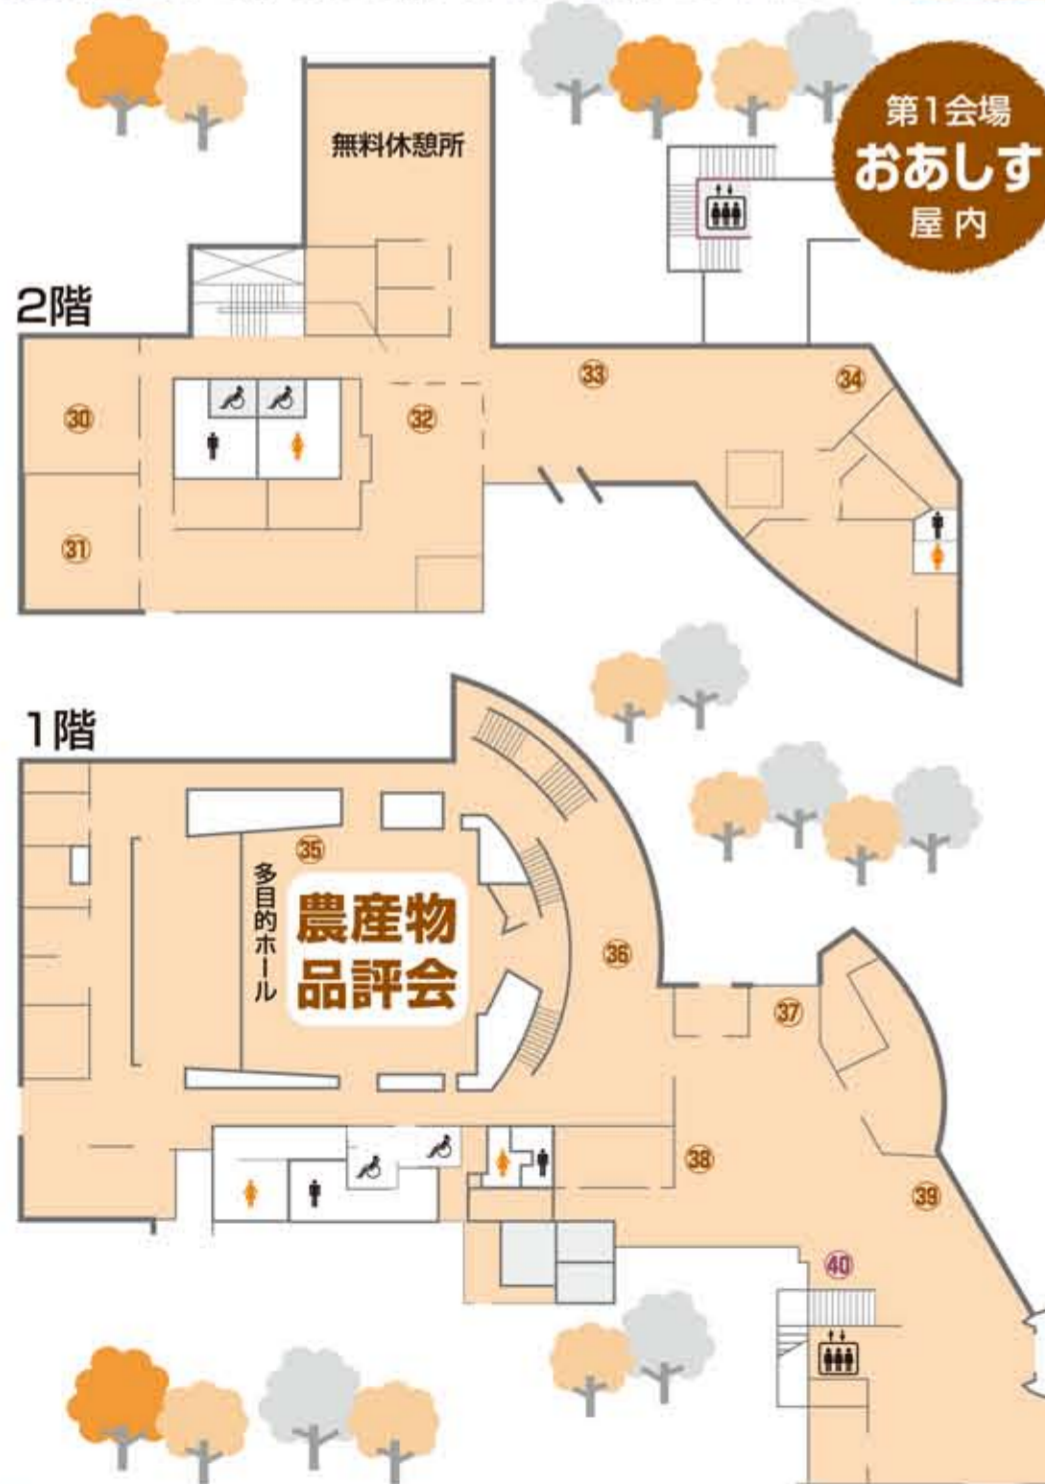 第1会場
おあしす
屋内
無料休憩所
2階
㉚
㉛
㉜
㉝
㉞
1階
㉟
多目的ホール
農産物
品評会
㊱
㊲
㊳
㊴
㊵